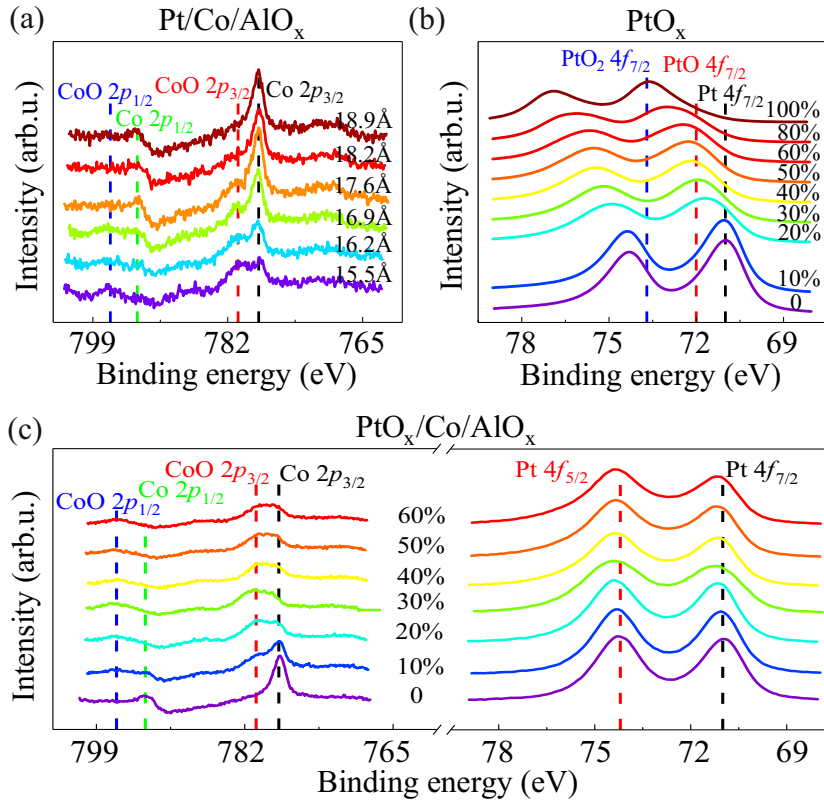 (a)
Pt/Co/AlOx
CoO 2p1/2
CoO 2p3/2
Co 2p3/2
Co 2p1/2
18.9Å
18.2Å
17.6Å
16.9Å
16.2Å
15.5Å
Intensity (arb.u.)
799 782 765
Binding energy (eV)
(b)
PtOx
PtO2 4f7/2
PtO 4f7/2
Pt 4f7/2
100%
80%
60%
50%
40%
30%
20%
10%
0
Intensity (arb.u.)
78 75 72 69
Binding energy (eV)
(c)
PtOx/Co/AlOx
CoO 2p3/2
Co 2p3/2
Co 2p1/2
CoO 2p1/2
Pt 4f5/2
Pt 4f7/2
60%
50%
40%
30%
20%
10%
0
Intensity (arb.u.)
799 782 765 78 75 72 69
Binding energy (eV)